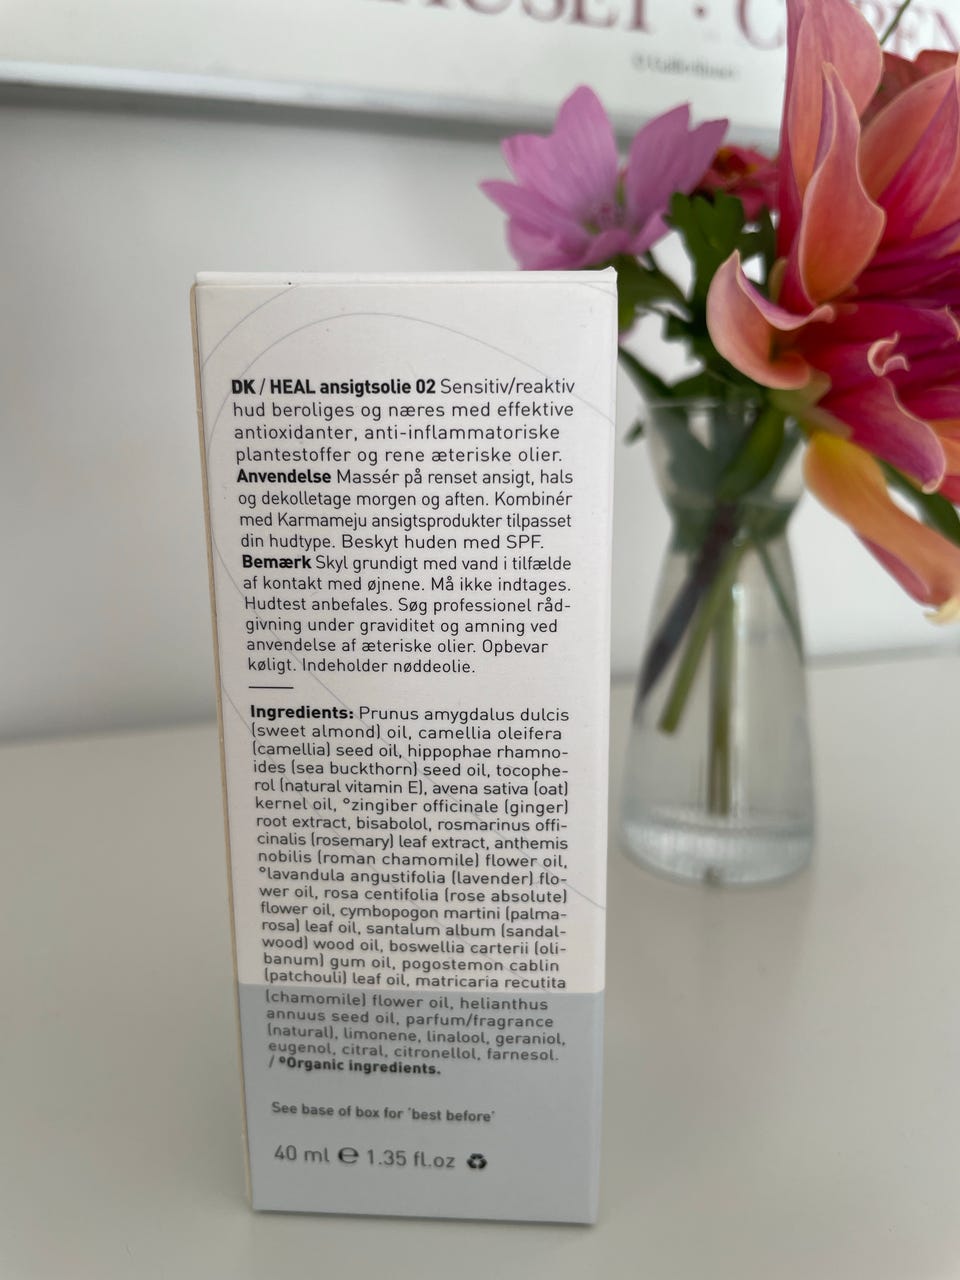 DK / HEAL ansigtsolie 02 Sensitiv/reaktiv
hud beroliges og næres med effektive
antioxidanter, anti-inflammatoriske
plantestoffer og rene æteriske olier.
Anvendelse Massér på renset ansigt, hals
og dekolletage morgen og aften. Kombinér
med Karmameju ansigtsprodukter tilpasset
din hudtype. Beskyt huden med SPF.
Bemærk Skyl grundigt med vand i tilfælde
af kontakt med øjnene. Må ikke indtages.
Hudtest anbefales. Søg professionel råd-
givning under graviditet og amning ved
anvendelse af æteriske olier. Opbevar
køligt. Indeholder nøddeolie.
Ingredients: Prunus amygdalus dulcis
(sweet almond) oil, camellia oleifera
(camellia) seed oil, hippophae rhamno-
ides (sea buckthorn) seed oil, tocophe-
rol (natural vitamin E), avena sativa (oat)
kernel oil, °zingiber officinale (ginger)
root extract, bisabolol, rosmarinus offi-
cinalis (rosemary) leaf extract, anthemis
nobilis (roman chamomile) flower oil,
°lavandula angustifolia (lavender) flo-
wer oil, rosa centifolia (rose absolute)
flower oil, cymbopogon martini (palma-
rosa) leaf oil, santalum album (sandal-
wood) wood oil, boswellia carterii (oli-
banum) gum oil, pogostemon cablin
(patchouli) leaf oil, matricaria recutita
(chamomile) flower oil, helianthus
annuus seed oil, parfum/fragrance
(natural), limonene, linalool, geraniol,
eugenol, citral, citronellol, farnesol.
/ °Organic ingredients.
See base of box for 'best before'
40 ml ℮ 1.35 fl.oz